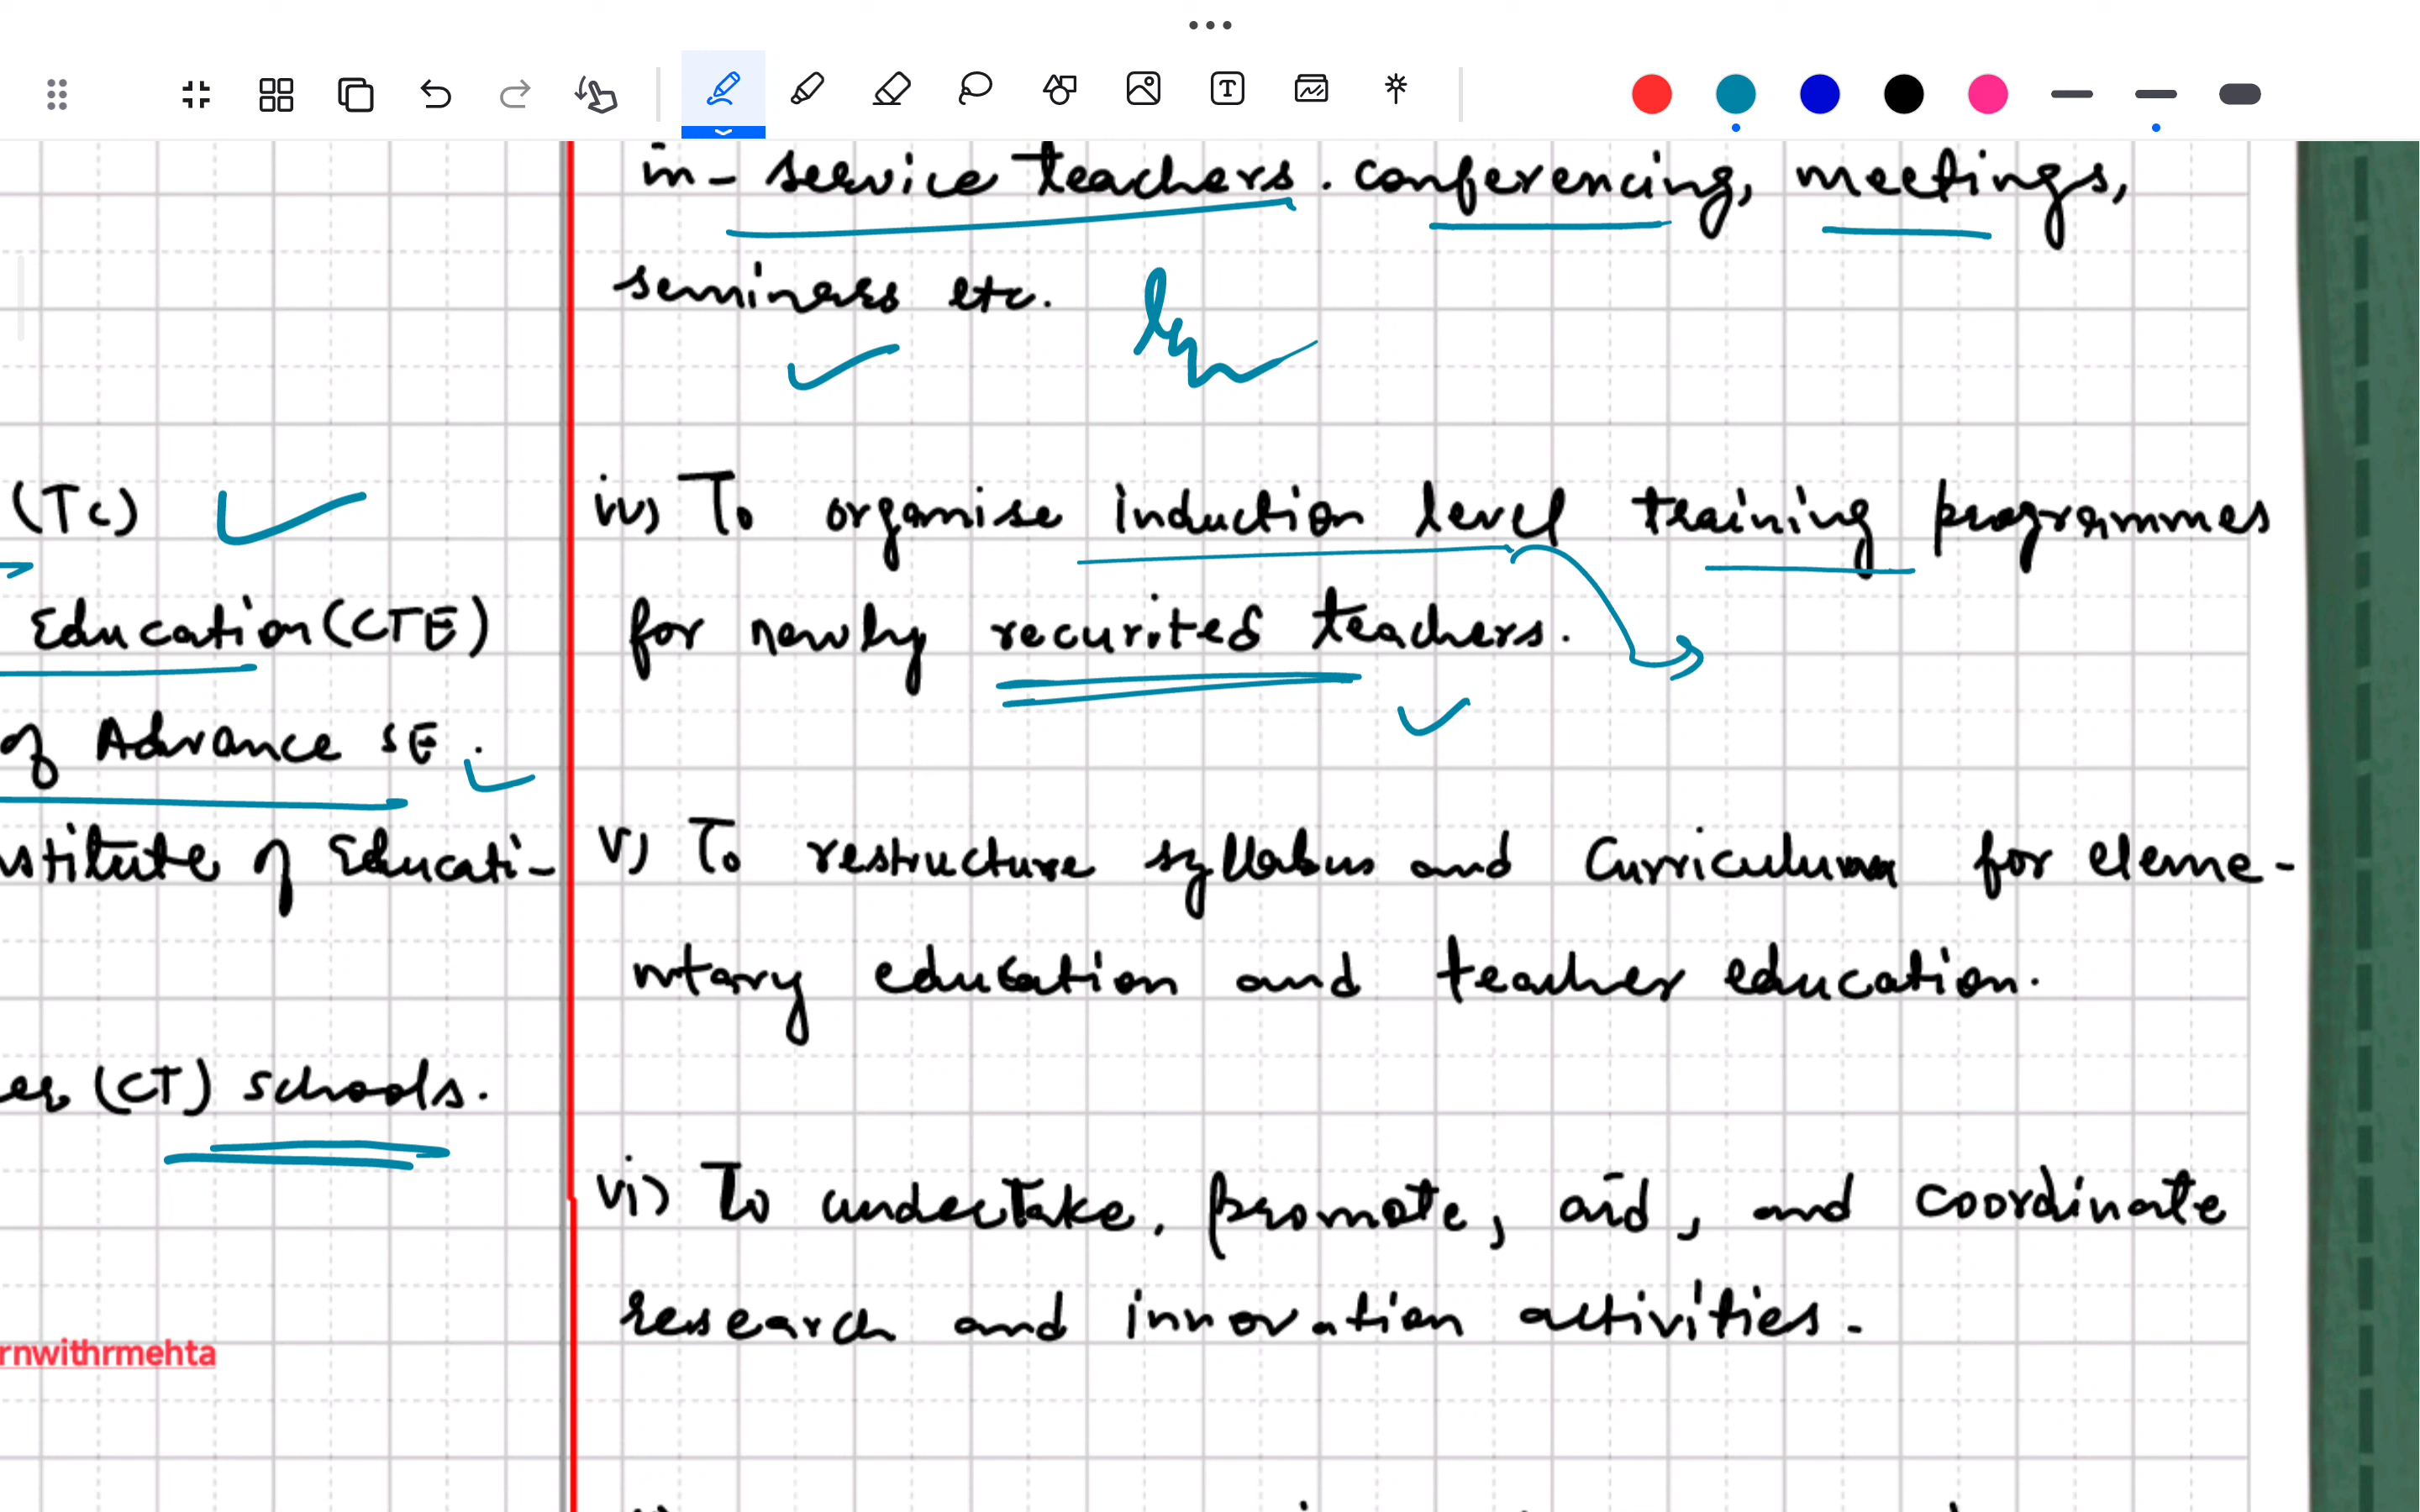 (TC)
Education (CTE)
of Advance SE.
nstitute of Educati-
er (CT) Schools.
rnwithrmehta
in-service teachers. conferencing, meetings,
seminars etc.
iv) To organise induction level training programmes
for newly recurited teachers.
v) To restructure syllabus and Curriculum for eleme-
ntary education and teacher education.
vi) To undertake, promote, aid, and coordinate
research and innovation activities.